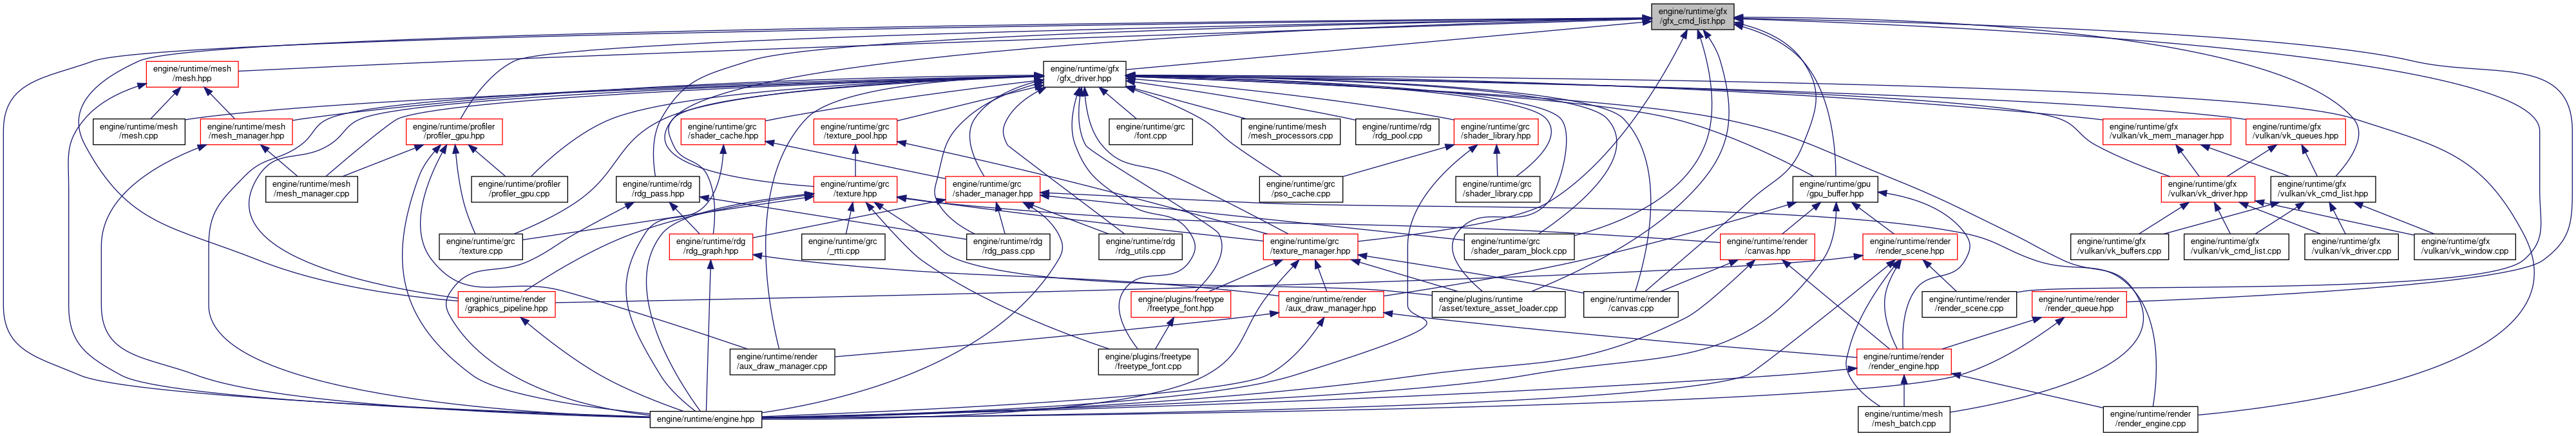 engine/runtime/gfx
/gfx_cmd_list.hpp
engine/runtime/mesh
/mesh.hpp
engine/runtime/gfx
/gfx_driver.hpp
engine/runtime/mesh
/mesh.cpp
engine/runtime/mesh
/mesh_manager.hpp
engine/runtime/profiler
/profiler_gpu.hpp
engine/runtime/grc
/shader_cache.hpp
engine/runtime/grc
/texture_pool.hpp
engine/runtime/grc
/font.cpp
engine/runtime/mesh
/mesh_processors.cpp
engine/runtime/rdg
/rdg_pool.cpp
engine/runtime/grc
/shader_library.hpp
engine/runtime/gfx
/vulkan/vk_mem_manager.hpp
engine/runtime/gfx
/vulkan/vk_queues.hpp
engine/runtime/mesh
/mesh_manager.cpp
engine/runtime/profiler
/profiler_gpu.cpp
engine/runtime/rdg
/rdg_pass.hpp
engine/runtime/grc
/texture.hpp
engine/runtime/grc
/shader_manager.hpp
engine/runtime/grc
/pso_cache.cpp
engine/runtime/grc
/shader_library.cpp
engine/runtime/gpu
/gpu_buffer.hpp
engine/runtime/gfx
/vulkan/vk_driver.hpp
engine/runtime/gfx
/vulkan/vk_cmd_list.hpp
engine/runtime/grc
/texture.cpp
engine/runtime/rdg
/rdg_graph.hpp
engine/runtime/grc
/_rtti.cpp
engine/runtime/rdg
/rdg_pass.cpp
engine/runtime/rdg
/rdg_utils.cpp
engine/runtime/grc
/texture_manager.hpp
engine/runtime/grc
/shader_param_block.cpp
engine/runtime/render
/canvas.hpp
engine/runtime/render
/render_scene.hpp
engine/runtime/gfx
/vulkan/vk_buffers.cpp
engine/runtime/gfx
/vulkan/vk_cmd_list.cpp
engine/runtime/gfx
/vulkan/vk_driver.cpp
engine/runtime/gfx
/vulkan/vk_window.cpp
engine/runtime/render
/graphics_pipeline.hpp
engine/plugins/freetype
/freetype_font.hpp
engine/runtime/render
/aux_draw_manager.hpp
engine/plugins/runtime
/asset/texture_asset_loader.cpp
engine/runtime/render
/canvas.cpp
engine/runtime/render
/render_scene.cpp
engine/runtime/render
/render_queue.hpp
engine/runtime/render
/aux_draw_manager.cpp
engine/plugins/freetype
/freetype_font.cpp
engine/runtime/render
/render_engine.hpp
engine/runtime/engine.hpp
engine/runtime/mesh
/mesh_batch.cpp
engine/runtime/render
/render_engine.cpp